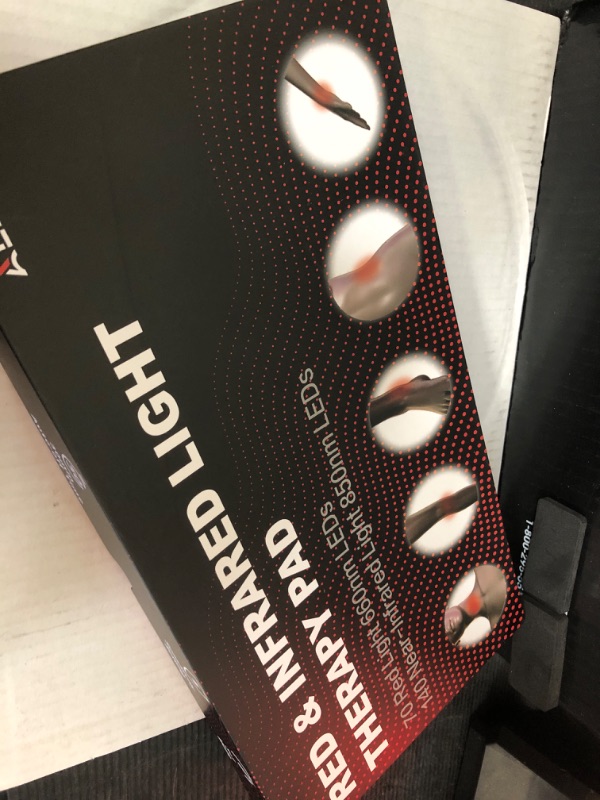 RED & INFRARED LIGHT
THERAPY PAD
70 Red Light 660nm LEDs
140 Near-Infrared Light 850nm LEDs